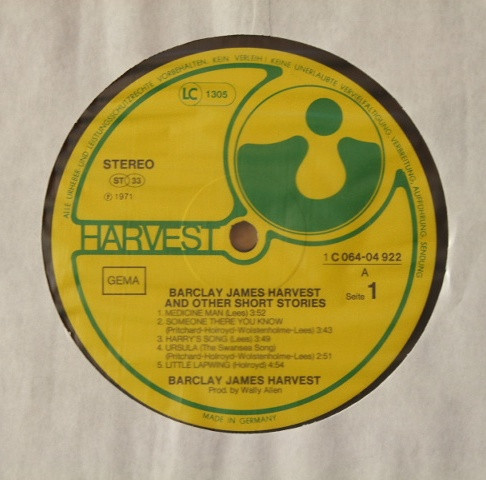 ALLE URHEBER UND LEISTUNGSSCHUTZRECHTE VORBEHALTEN. KEIN VERLEIH! KEINE UNERLAUBTE VERVIELFÄLTIGUNG, VERBREITUNG, AUFFÜHRUNG, SENDUNG
LC 1305
STEREO
ST 33
℗ 1971
HARVEST
1 C 064-04 922
A
GEMA
Seite 1
BARCLAY JAMES HARVEST
AND OTHER SHORT STORIES
1. MEDICINE MAN (Lees) 3:52
2. SOMEONE THERE YOU KNOW
(Pritchard-Holroyd-Wolstenholme-Lees) 3:43
3. HARRY'S SONG (Lees) 3:49
4. URSULA (The Swansea Song)
(Pritchard-Holroyd-Wolstenholme-Lees) 2:51
5. LITTLE LAPWING (Holroyd) 4:54
BARCLAY JAMES HARVEST
Prod. by Wally Allen
MADE IN GERMANY